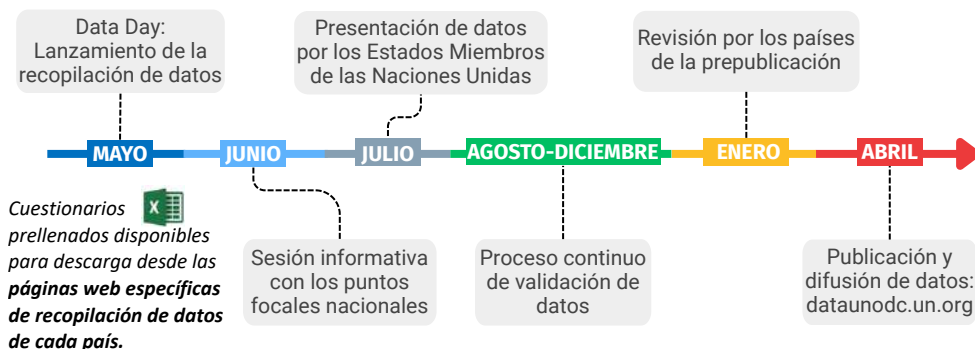 Data Day:
Lanzamiento de la
recopilación de datos
Presentación de datos
por los Estados Miembros
de las Naciones Unidas
Revisión por los países
de la prepublicación
MAYO
JUNIO
JULIO
AGOSTO-DICIEMBRE
ENERO
ABRIL
Cuestionarios
prellenados disponibles
para descarga desde las
páginas web específicas
de recopilación de datos
de cada país.
X
Sesión informativa
con los puntos
focales nacionales
Proceso continuo
de validación de
datos
Publicación y
difusión de datos:
dataunodc.un.org